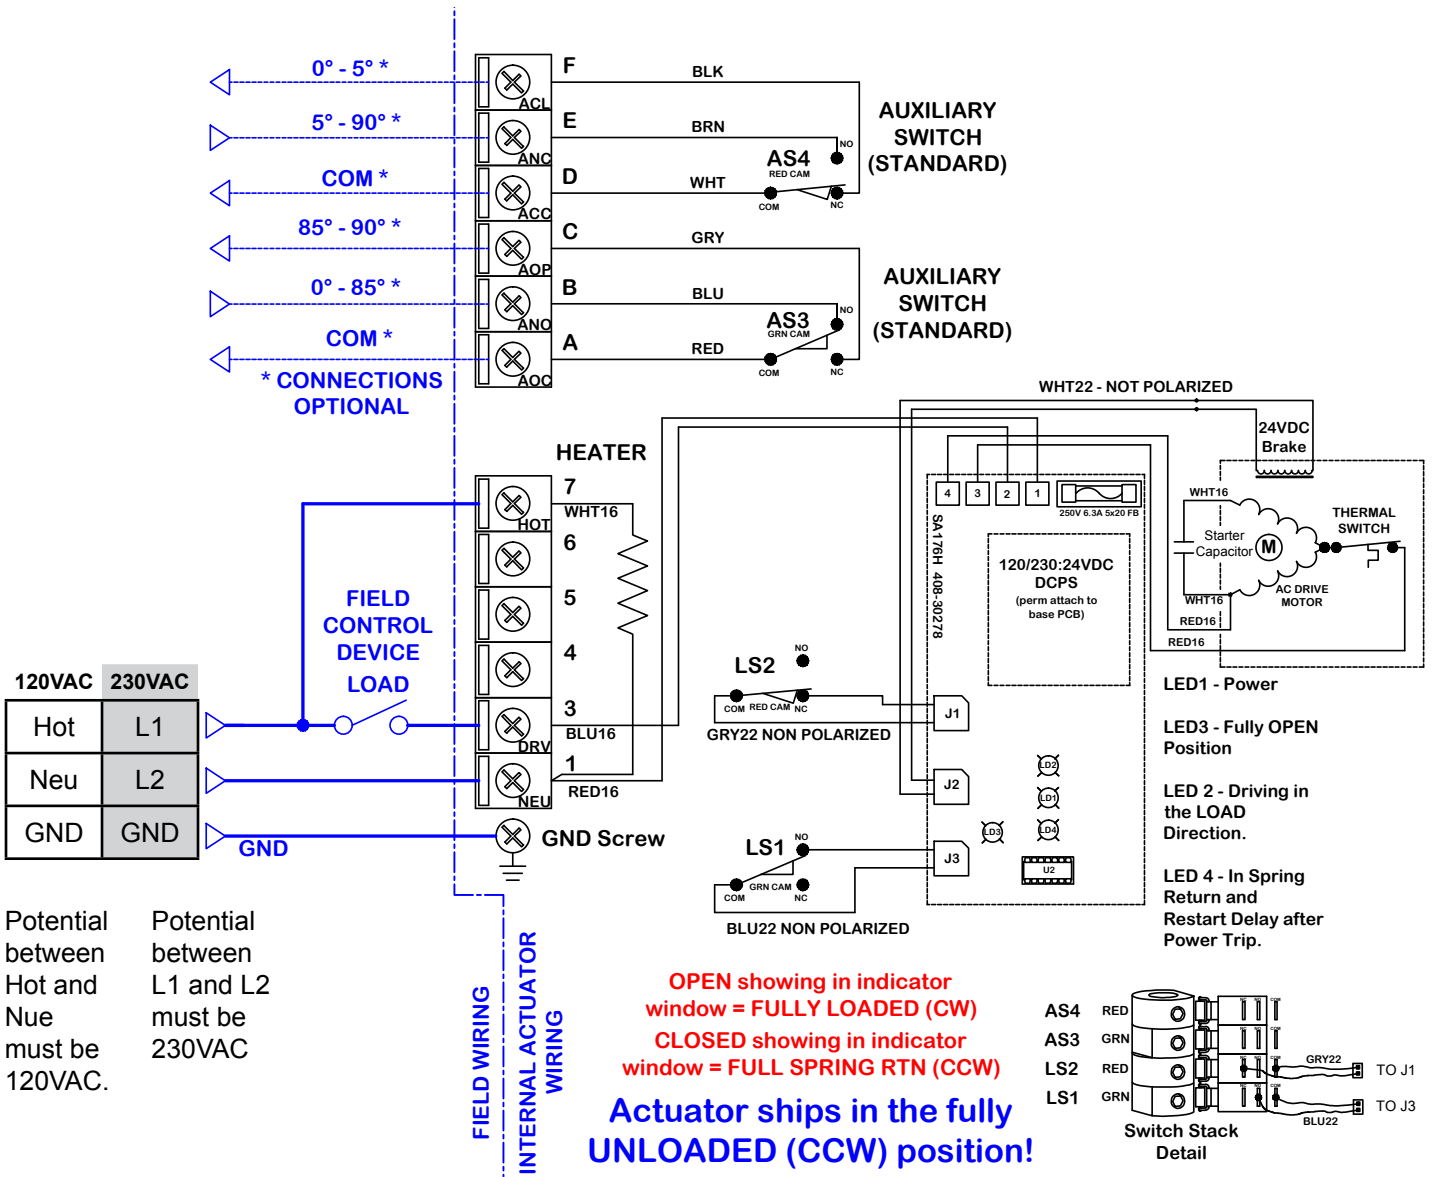 0° - 5° *
F
ACL
BLK
5° - 90° *
E
ANC
BRN
NO
AUXILIARY
SWITCH
(STANDARD)
AS4
RED CAM
COM *
D
ACC
WHT
COM
NC
85° - 90° *
C
AOP
GRY
0° - 85° *
B
ANO
BLU
NO
AUXILIARY
SWITCH
(STANDARD)
AS3
GRN CAM
COM *
A
AOC
RED
COM
NC
* CONNECTIONS
OPTIONAL
WHT22 - NOT POLARIZED
24VDC
Brake
HEATER
7
WHT16
HOT
6
5
4
3
BLU16
DRV
1
RED16
NEU
GND Screw
FIELD
CONTROL
DEVICE
LOAD
120VAC 230VAC
Hot L1
Neu L2
GND GND
GND
4 3 2 1
250V 6.3A 5x20 FB
SA176H 408-30278
120/230:24VDC
DCPS
(perm attach to
base PCB)
WHT16
Starter
Capacitor
M
THERMAL
SWITCH
AC DRIVE
MOTOR
WHT16
RED16
RED16
LS2
NO
COM RED CAM NC
GRY22 NON POLARIZED
J1
J2
J3
LD2
LD1
LD3
LD4
U2
LS1
NO
GRN CAM
COM
NC
BLU22 NON POLARIZED
LED1 - Power
LED3 - Fully OPEN
Position
LED 2 - Driving in
the LOAD
Direction.
LED 4 - In Spring
Return and
Restart Delay after
Power Trip.
Potential
between
Hot and
Nue
must be
120VAC.
Potential
between
L1 and L2
must be
230VAC
FIELD WIRING
INTERNAL ACTUATOR
WIRING
OPEN showing in indicator
window = FULLY LOADED (CW)
CLOSED showing in indicator
window = FULL SPRING RTN (CCW)
Actuator ships in the fully
UNLOADED (CCW) position!
AS4 RED
AS3 GRN
LS2 RED
LS1 GRN
GRY22
TO J1
BLU22
TO J3
Switch Stack
Detail